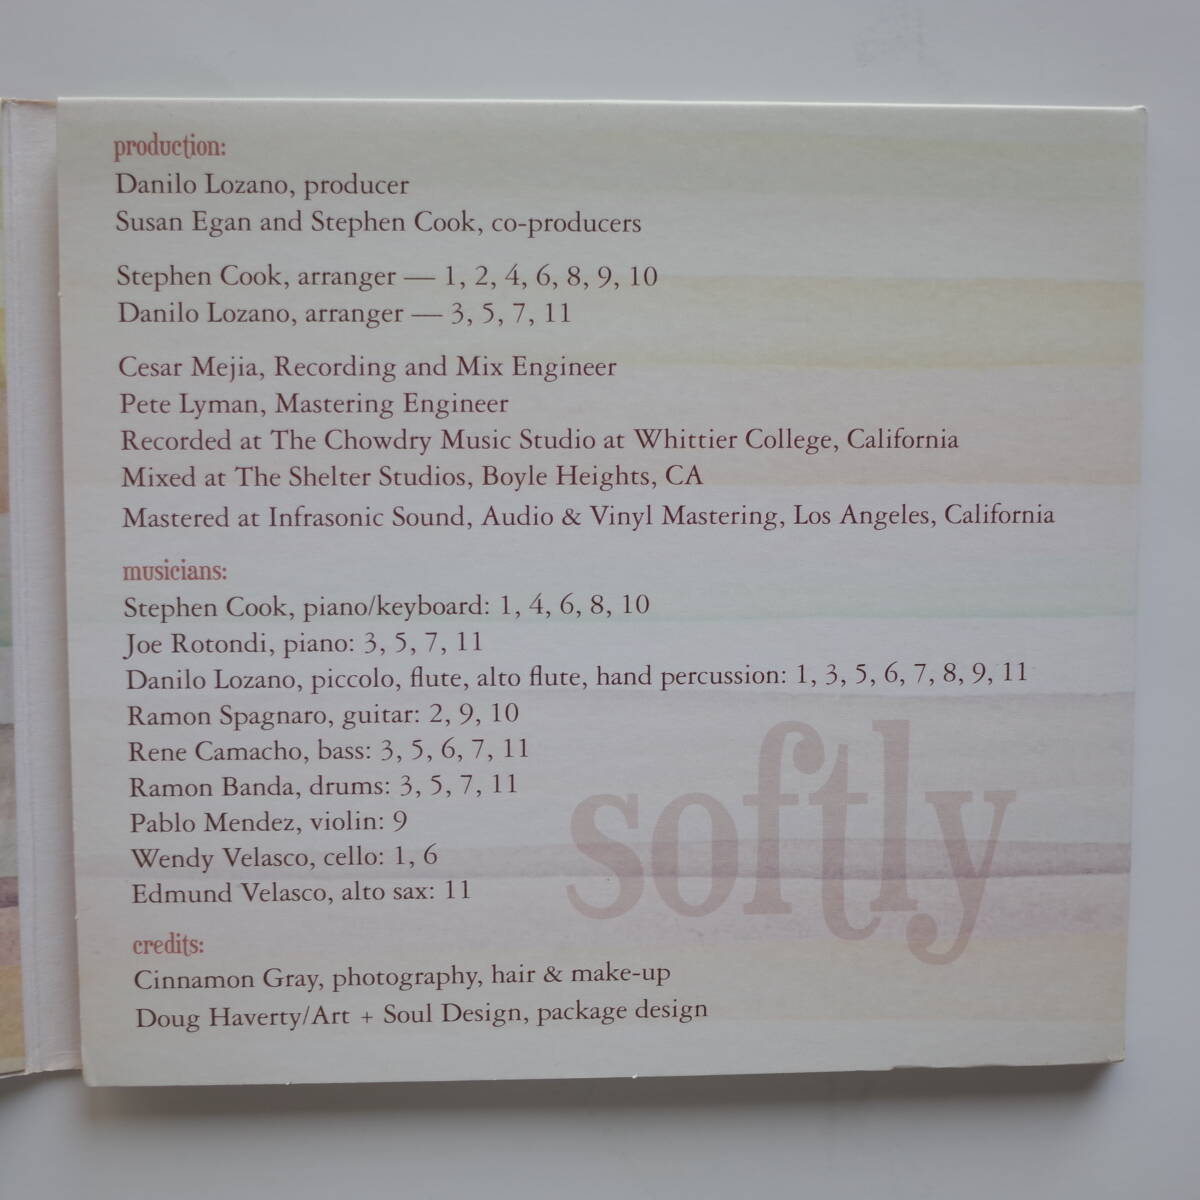 production:
Danilo Lozano, producer
Susan Egan and Stephen Cook, co-producers
Stephen Cook, arranger — 1, 2, 4, 6, 8, 9, 10
Danilo Lozano, arranger — 3, 5, 7, 11
Cesar Mejia, Recording and Mix Engineer
Pete Lyman, Mastering Engineer
Recorded at The Chowdry Music Studio at Whittier College, California
Mixed at The Shelter Studios, Boyle Heights, CA
Mastered at Infrasonic Sound, Audio & Vinyl Mastering, Los Angeles, California
musicians:
Stephen Cook, piano/keyboard: 1, 4, 6, 8, 10
Joe Rotondi, piano: 3, 5, 7, 11
Danilo Lozano, piccolo, flute, alto flute, hand percussion: 1, 3, 5, 6, 7, 8, 9, 11
Ramon Spagnaro, guitar: 2, 9, 10
Rene Camacho, bass: 3, 5, 6, 7, 11
Ramon Banda, drums: 3, 5, 7, 11
Pablo Mendez, violin: 9
Wendy Velasco, cello: 1, 6
Edmund Velasco, alto sax: 11
softly
credits:
Cinnamon Gray, photography, hair & make-up
Doug Haverty/Art + Soul Design, package design